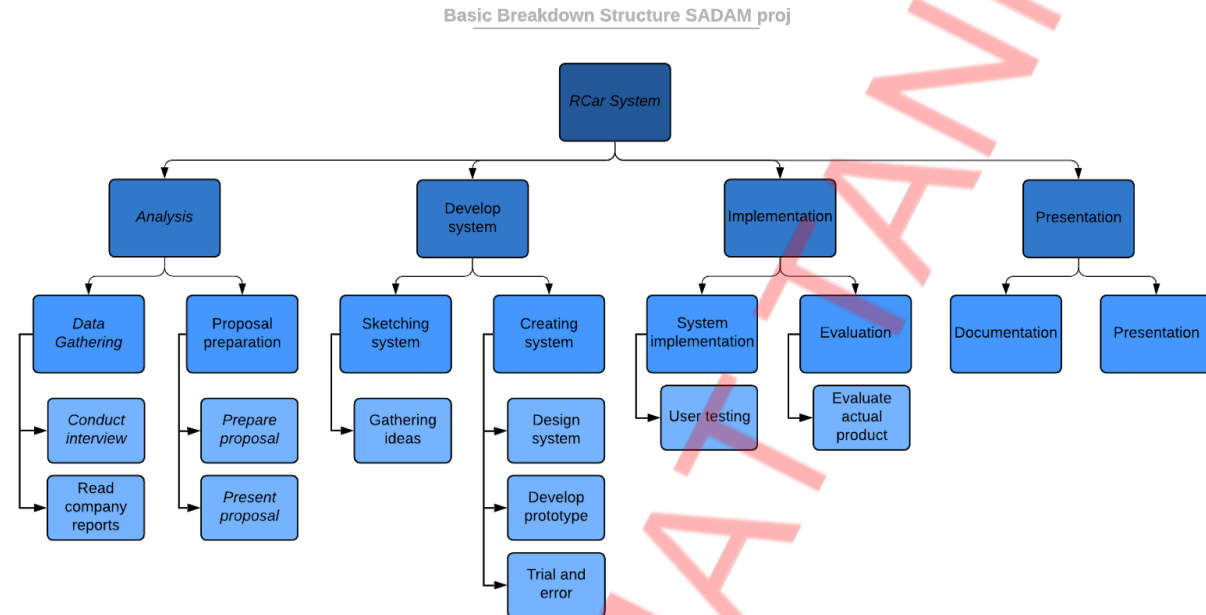 Basic Breakdown Structure SADAM proj
RCar System
Analysis
Develop
system
Implementation
Presentation
Data
Gathering
Proposal
preparation
Sketching
system
Creating
system
System
implementation
Evaluation
Documentation
Presentation
Conduct
interview
Prepare
proposal
Gathering
ideas
Design
system
User testing
Evaluate
actual
product
Read
company
reports
Present
proposal
Develop
prototype
Trial and
error